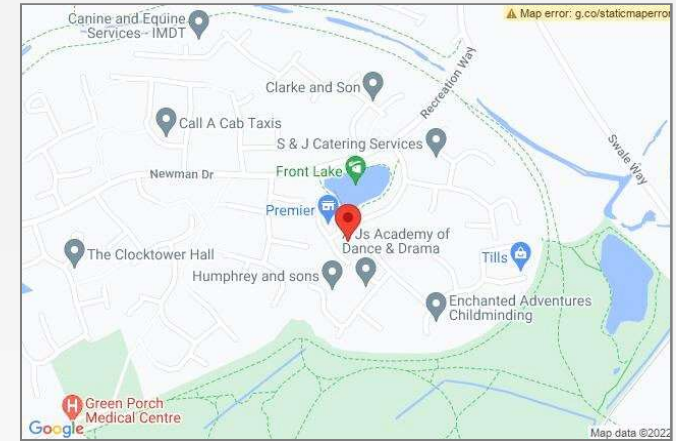 Map error: g.co/staticmaperror
Canine and Equine
Services - IMDT
Clarke and Son
Recreation Way
Call A Cab Taxis
S & J Catering Services
Swale Way
Newman Dr
Front Lake
Premier
Js Academy of
Dance & Drama
The Clocktower Hall
Humphrey and sons
Tills
Enchanted Adventures
Childminding
H
Green Porch
Medical Centre
Google
Map data ©2022